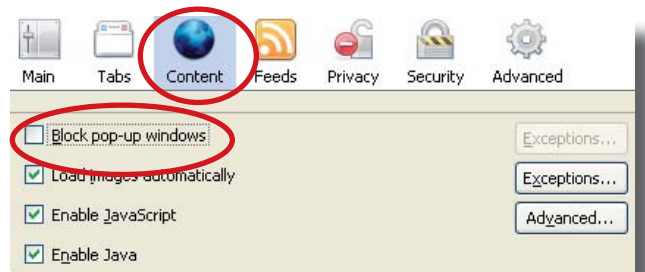 Main Tabs Content Feeds Privacy Security Advanced
Block pop-up windows Exceptions...
Load images automatically Exceptions...
Enable JavaScript Advanced...
Enable Java